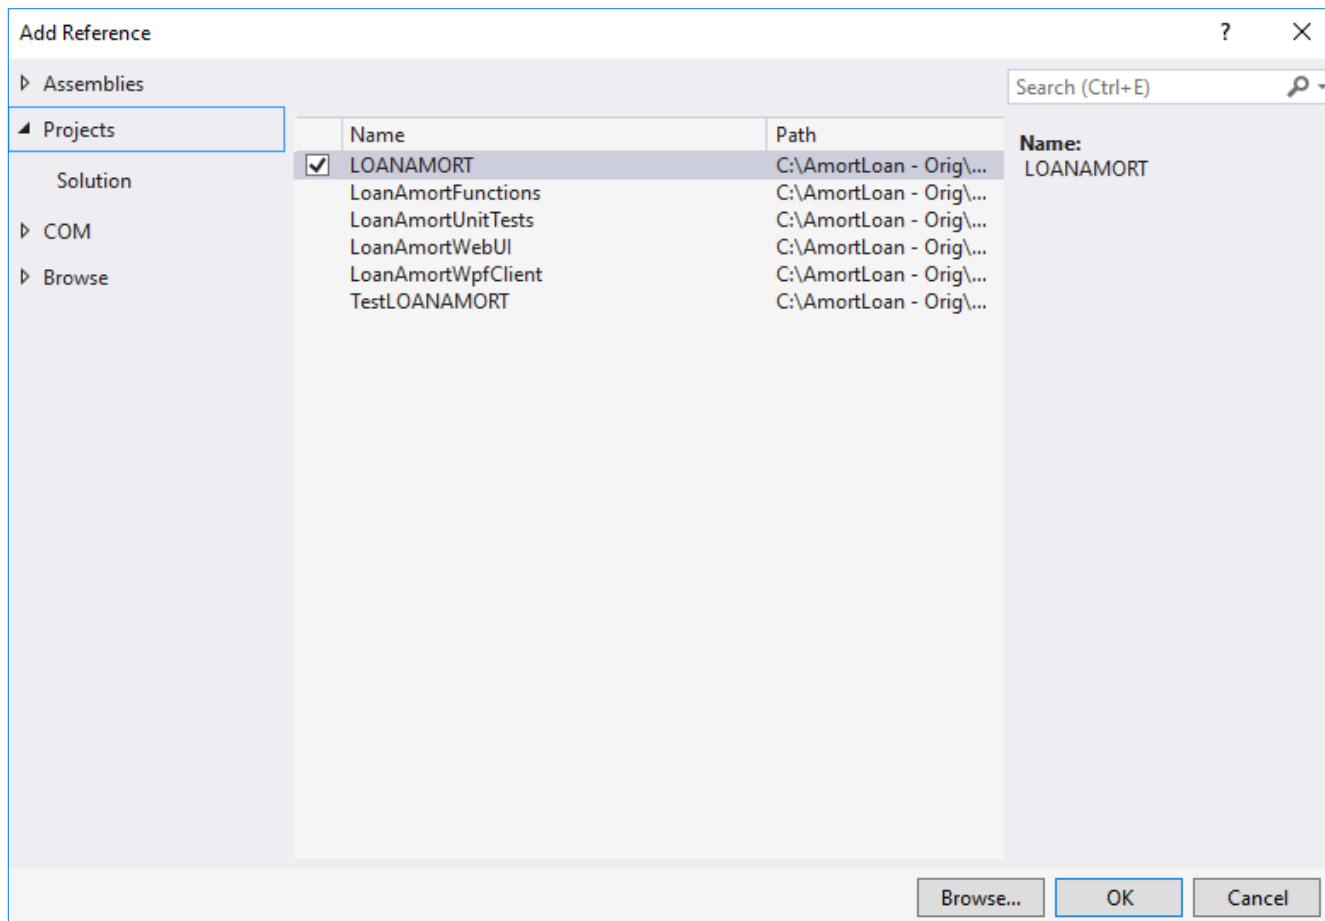 Add Reference
?
Assemblies
Search (Ctrl+E)
Projects
Solution
COM
Browse
Name Path
LOANAMORT C:\AmortLoan - Orig\...
LoanAmortFunctions C:\AmortLoan - Orig\...
LoanAmortUnitTests C:\AmortLoan - Orig\...
LoanAmortWebUI C:\AmortLoan - Orig\...
LoanAmortWpfClient C:\AmortLoan - Orig\...
TestLOANAMORT C:\AmortLoan - Orig\...
Name:
LOANAMORT
Browse... OK Cancel